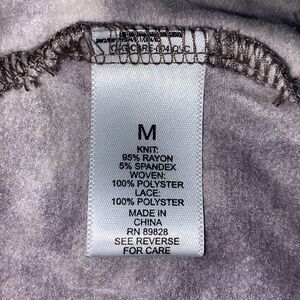 M
KNIT:
95% RAYON
5% SPANDEX
WOVEN:
100% POLYSTER
LACE:
100% POLYSTER
MADE IN
CHINA
RN 89828
SEE REVERSE
FOR CARE